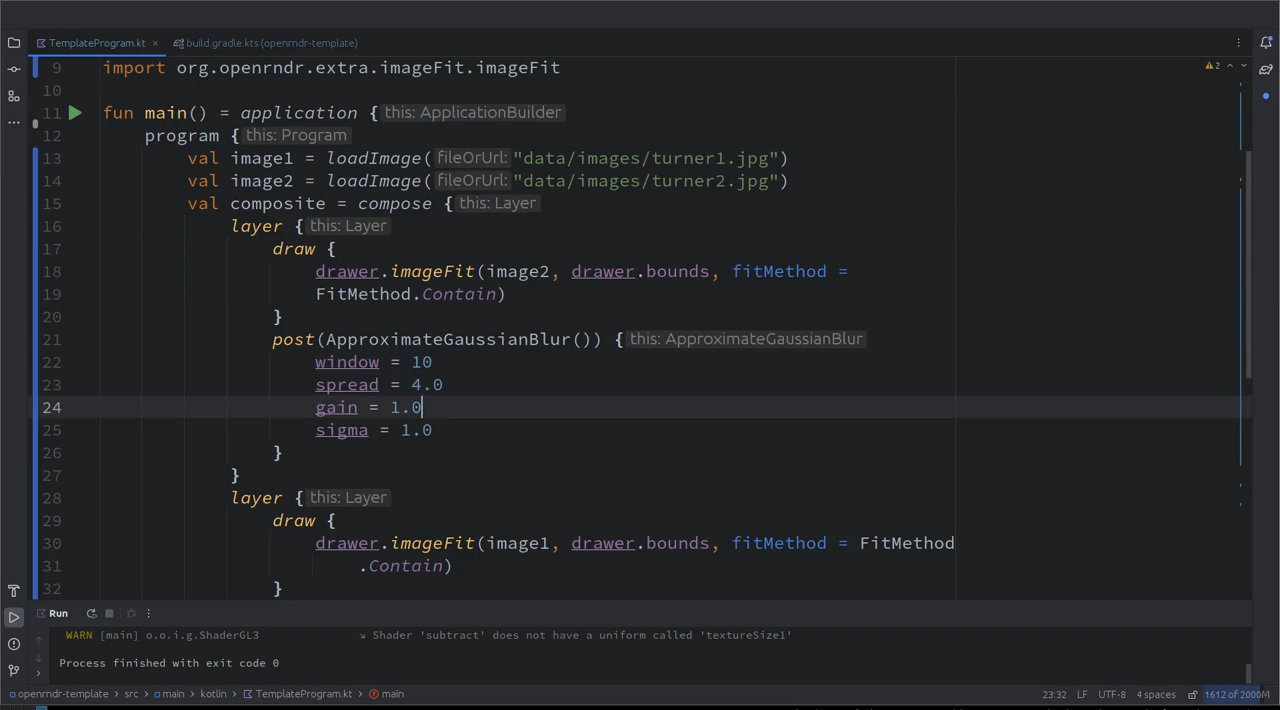 TemplateProgram.kt
build.gradle.kts (openrndr-template)
9 import org.openrndr.extra.imageFit.imageFit
2
10
11 fun main() = application { this: ApplicationBuilder
12 program { this: Program
13 val image1 = loadImage( fileOrUrl: "data/images/turner1.jpg")
14 val image2 = loadImage( fileOrUrl: "data/images/turner2.jpg")
15 val composite = compose { this: Layer
16 layer { this: Layer
17 draw {
18 drawer.imageFit(image2, drawer.bounds, fitMethod =
19 FitMethod.Contain)
20 }
21 post(ApproximateGaussianBlur()) { this: ApproximateGaussianBlur
22 window = 10
23 spread = 4.0
24 gain = 1.0
25 sigma = 1.0
26 }
27 }
28 layer { this: Layer
29 draw {
30 drawer.imageFit(image1, drawer.bounds, fitMethod = FitMethod
31 .Contain)
32 }
Run
WARN [main] o.o.i.g.ShaderGL3 ↘ Shader 'subtract' does not have a uniform called 'textureSize1'
Process finished with exit code 0
openrndr-template > src > main > kotlin > TemplateProgram.kt > main
23:32 LF UTF-8 4 spaces 1612 of 2000M